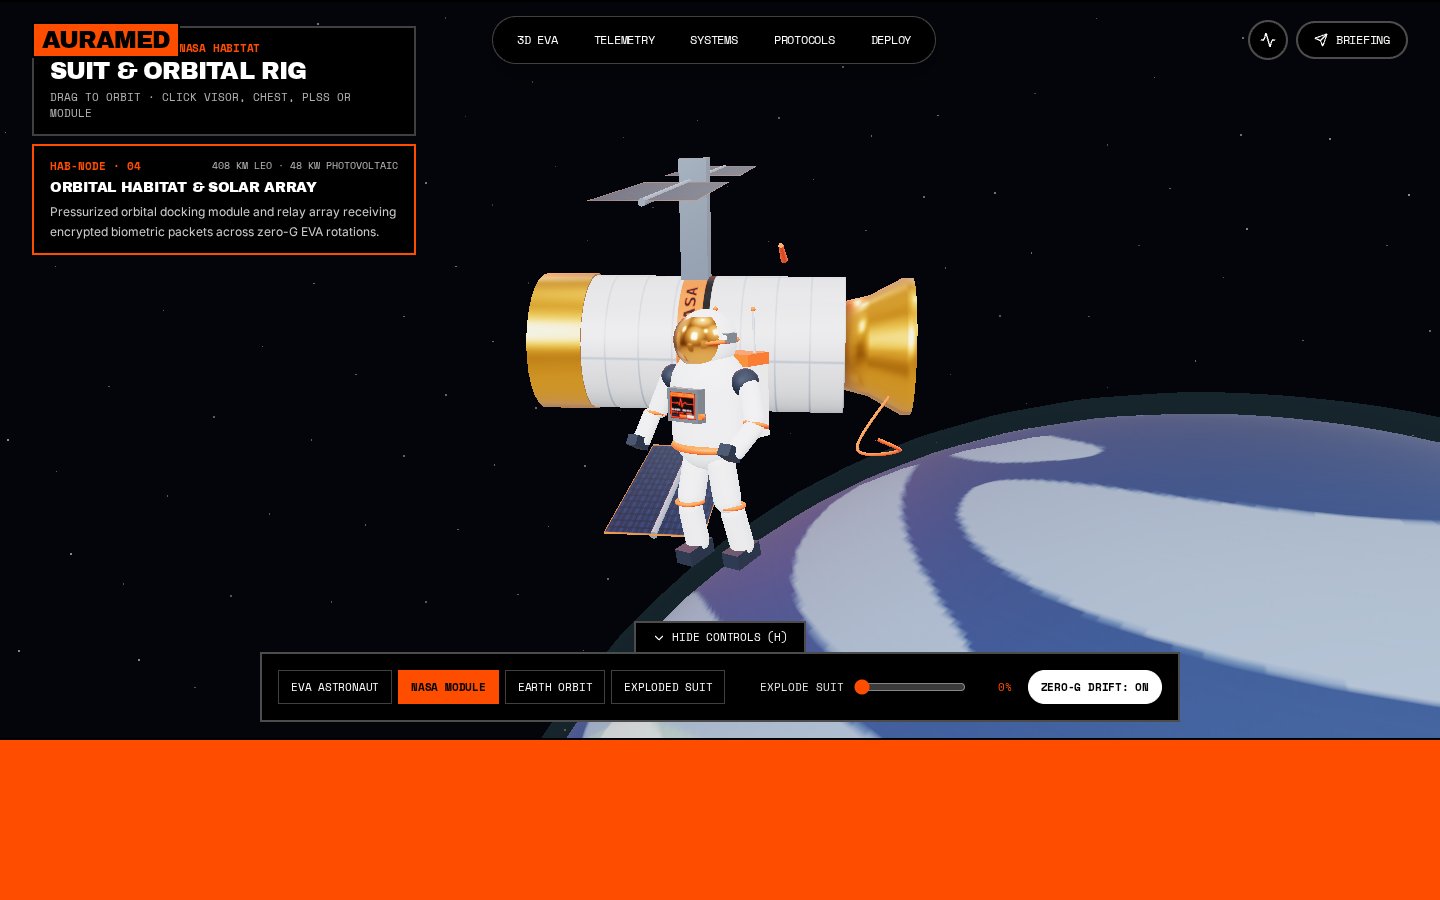 AURAMED
NASA HABITAT
SUIT & ORBITAL RIG
DRAG TO ORBIT · CLICK VISOR, CHEST, PLSS OR
MODULE
3D EVA
TELEMETRY
SYSTEMS
PROTOCOLS
DEPLOY
BRIEFING
HAB-NODE · 04
408 KM LEO · 48 KW PHOTOVOLTAIC
ORBITAL HABITAT & SOLAR ARRAY
Pressurized orbital docking module and relay array receiving
encrypted biometric packets across zero-G EVA rotations.
HIDE CONTROLS (H)
EVA ASTRONAUT
NASA MODULE
EARTH ORBIT
EXPLODED SUIT
EXPLODE SUIT
0%
ZERO-G DRIFT: ON